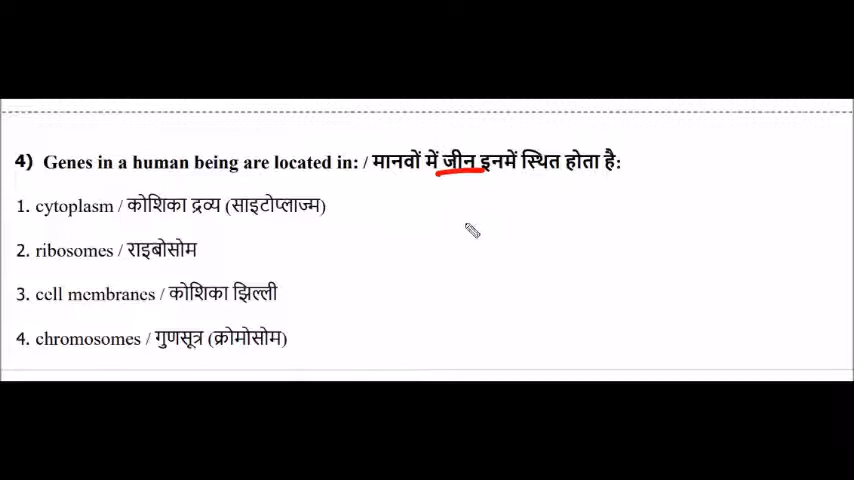 4) Genes in a human being are located in: / मानवों में जीन इनमें स्थित होता है:
1. cytoplasm / कोशिका द्रव्य (साइटोप्लाज्म)
2. ribosomes / राइबोसोम
3. cell membranes / कोशिका झिल्ली
4. chromosomes / गुणसूत्र (क्रोमोसोम)